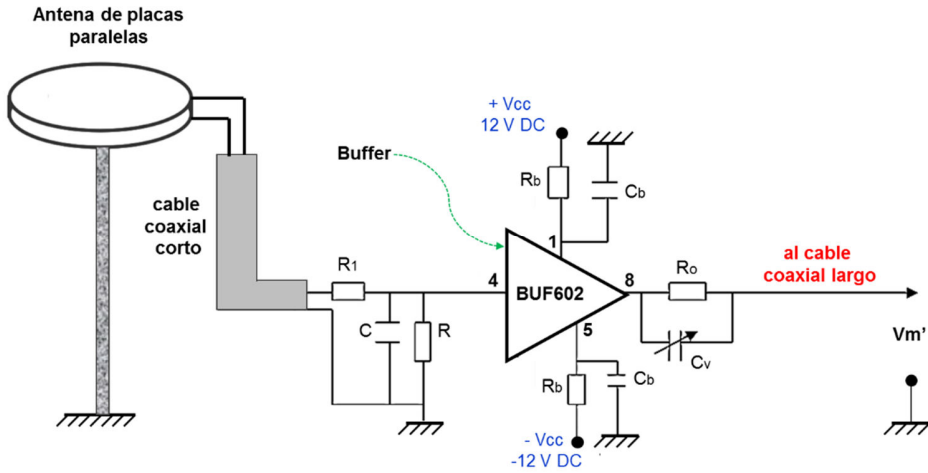 Antena de placas
paralelas
+ Vcc
12 V DC
Buffer
Rb
Cb
cable
coaxial
corto
1
al cable
coaxial largo
R1
4
BUF602
8
Ro
C
R
5
Vm’
Cv
Rb
Cb
- Vcc
-12 V DC